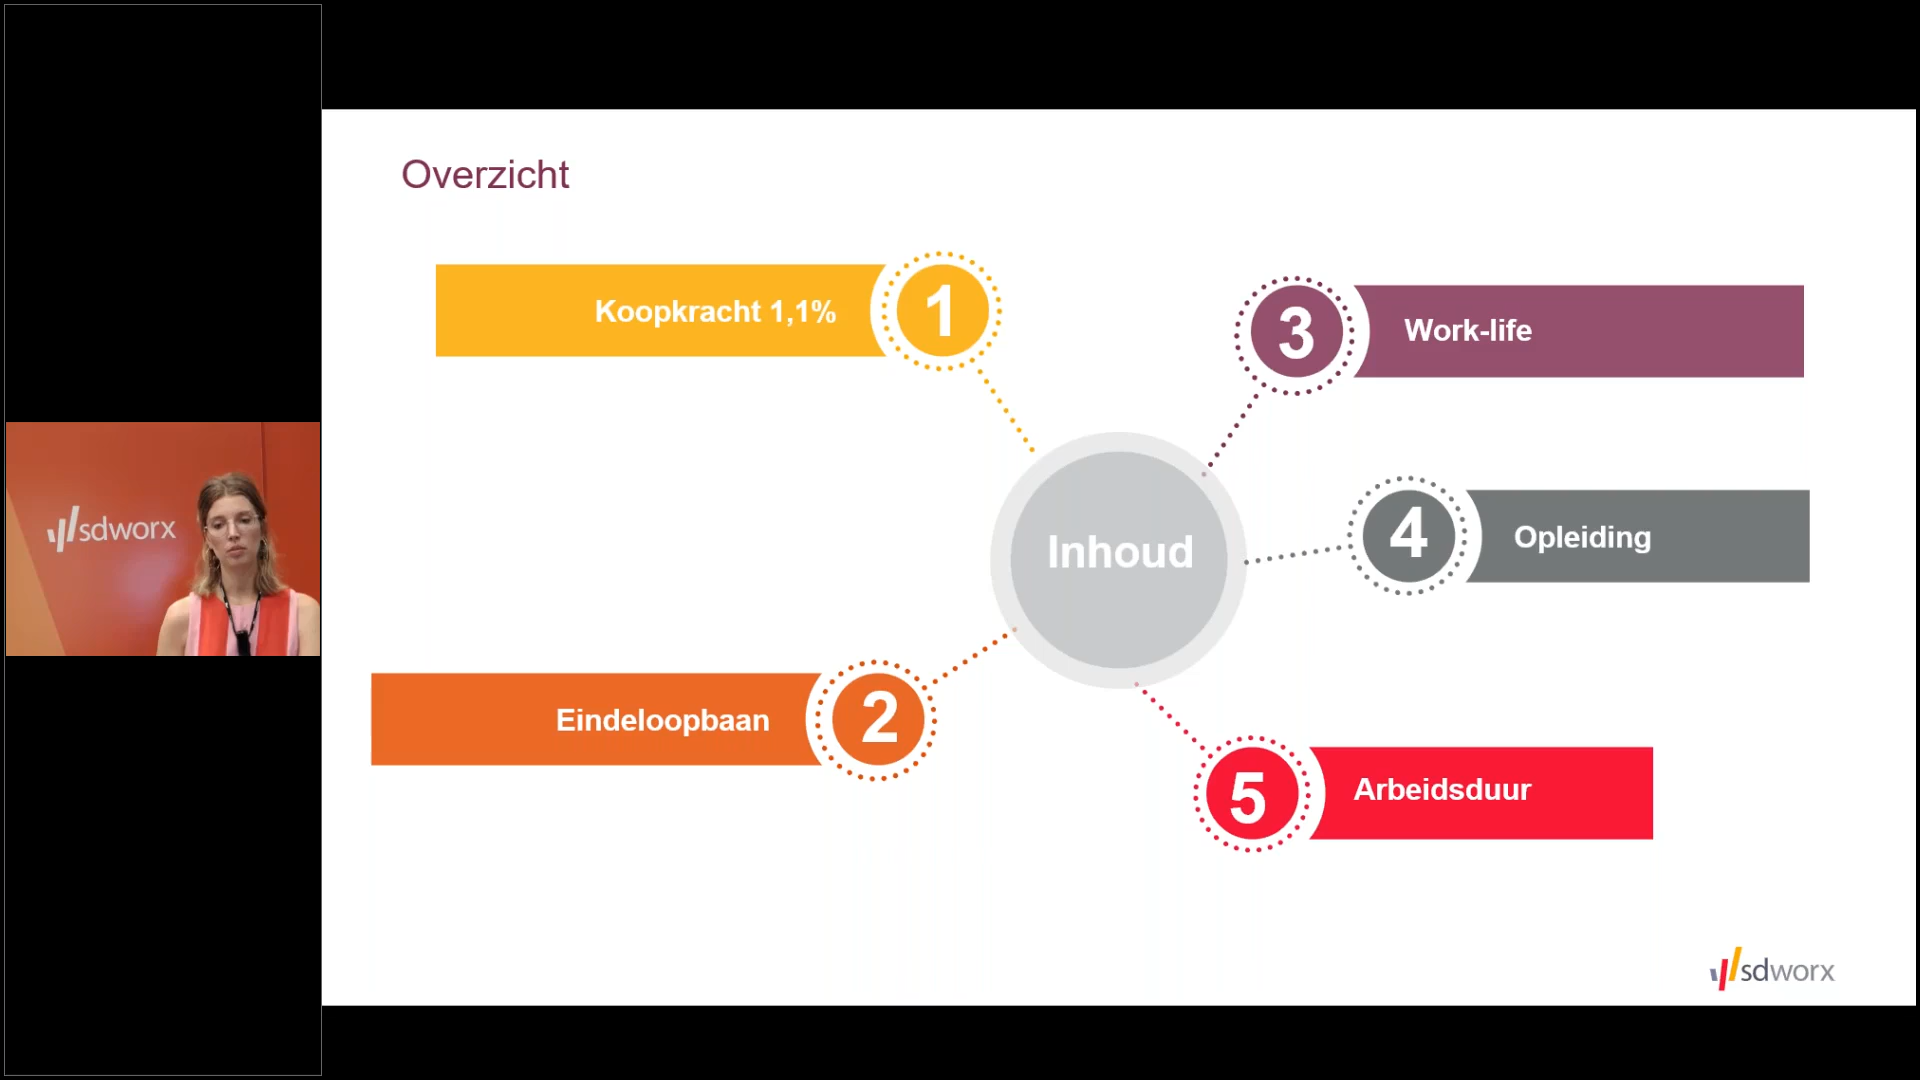 Overzicht
Koopkracht 1,1%
1
3
Work-life
4
Opleiding
Inhoud
sdworx
Eindeloopbaan
2
5
Arbeidsduur
sdworx